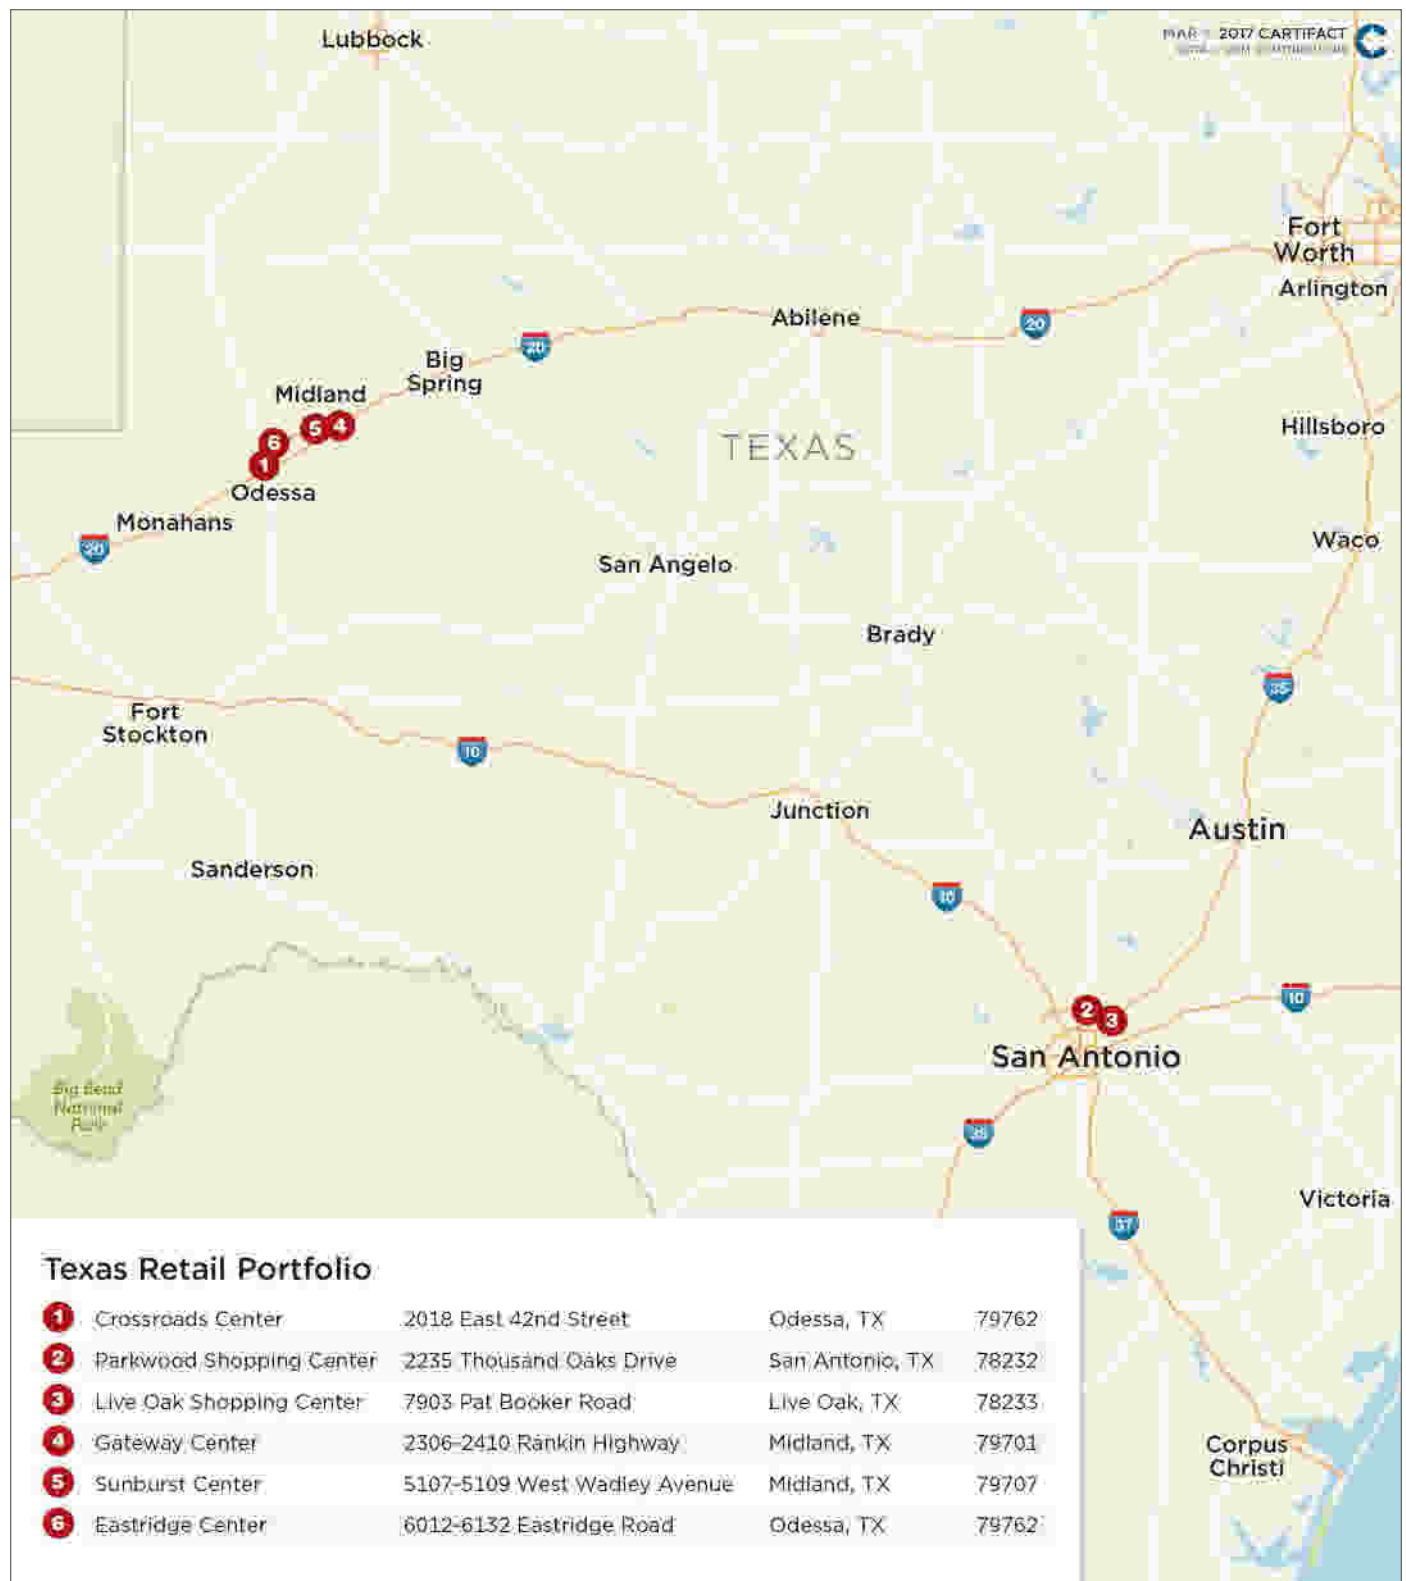 Lubbock
2017 CARTIFACT
Fort
Worth
Arlington
Abilene
20
20
Big
Spring
Midland
5 4
6
1
Odessa
TEXAS
Hillsboro
Monahans
20
Waco
San Angelo
Brady
35
Fort
Stockton
10
Junction
Austin
Sanderson
10
10
2
3
San Antonio
Big Bend
National
Park
35
Victoria
37
Corpus
Christi
Texas Retail Portfolio
1 Crossroads Center 2018 East 42nd Street Odessa, TX 79762
2 Parkwood Shopping Center 2235 Thousand Oaks Drive San Antonio, TX 78232
3 Live Oak Shopping Center 7903 Pat Booker Road Live Oak, TX 78233
4 Gateway Center 2306-2410 Rankin Highway Midland, TX 79701
5 Sunburst Center 5107-5109 West Wadley Avenue Midland, TX 79707
6 Eastridge Center 6012-6132 Eastridge Road Odessa, TX 79762